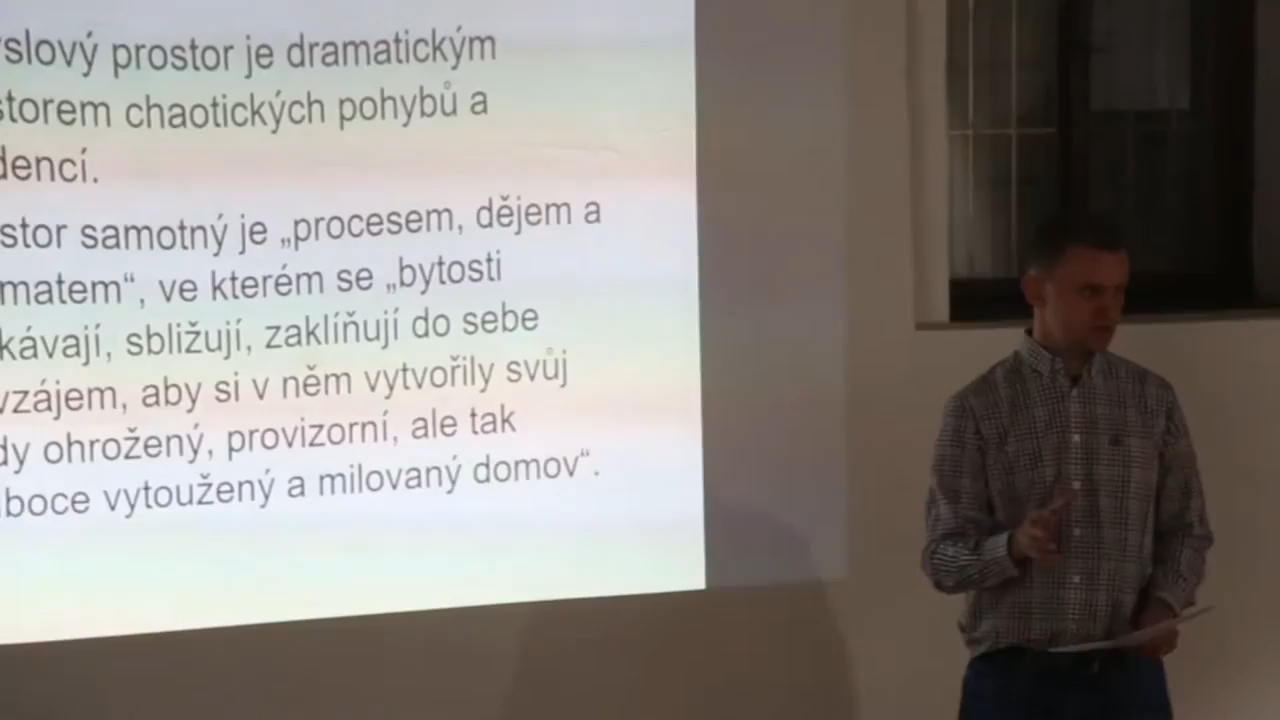 slový prostor je dramatickým
storem chaotických pohybů a
dencí.
stor samotný je „procesem, dějem a
matem“, ve kterém se „bytosti
kávají, sbližují, zaklíňují do sebe
vzájem, aby si v něm vytvořily svůj
dy ohrožený, provizorní, ale tak
boce vytoužený a milovaný domov“.